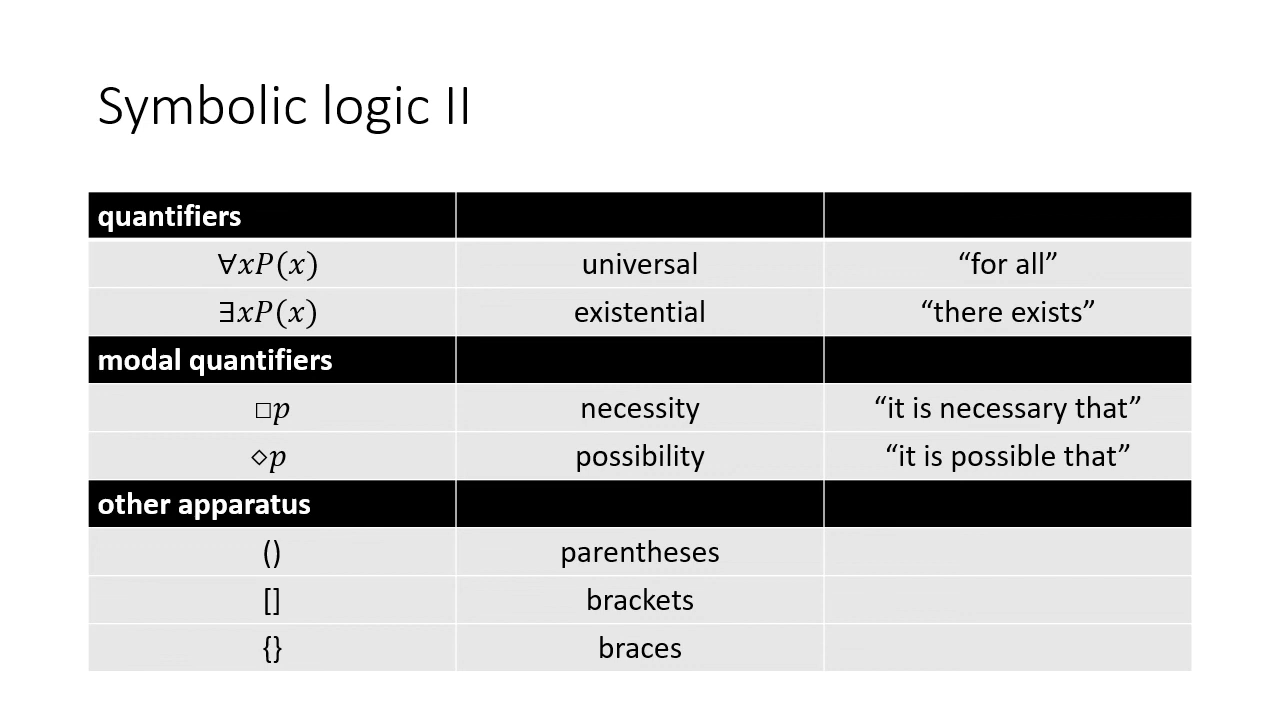 Symbolic logic II
quantifiers
∀𝑥𝑃(𝑥) universal “for all”
∃𝑥𝑃(𝑥) existential “there exists”
modal quantifiers
□𝑝 necessity “it is necessary that”
⋄𝑝 possibility “it is possible that”
other apparatus
() parentheses
[] brackets
{} braces